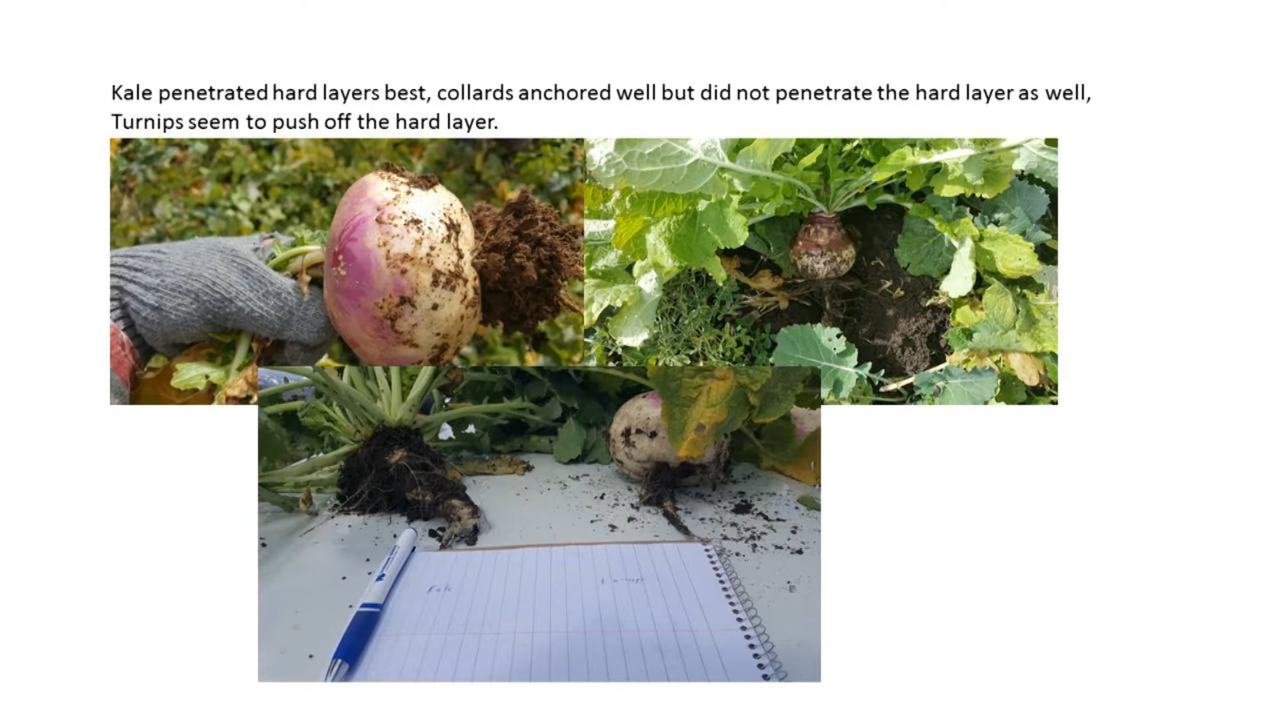 Kale penetrated hard layers best, collards anchored well but did not penetrate the hard layer as well,
Turnips seem to push off the hard layer.
Kale